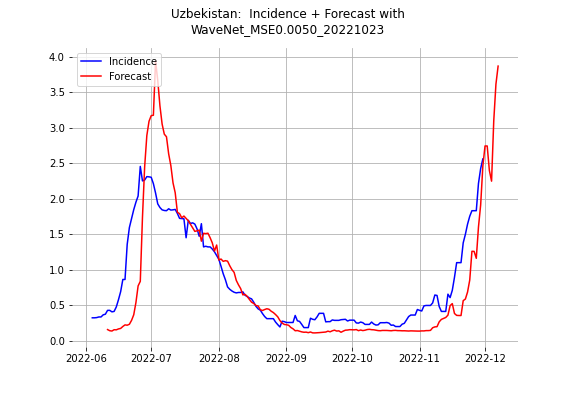 Uzbekistan:  Incidence + Forecast with
WaveNet_MSE0.0050_20221023
4.0
3.5
3.0
2.5
2.0
1.5
1.0
0.5
0.0
Incidence
Forecast
2022-06 2022-07 2022-08 2022-09 2022-10 2022-11 2022-12